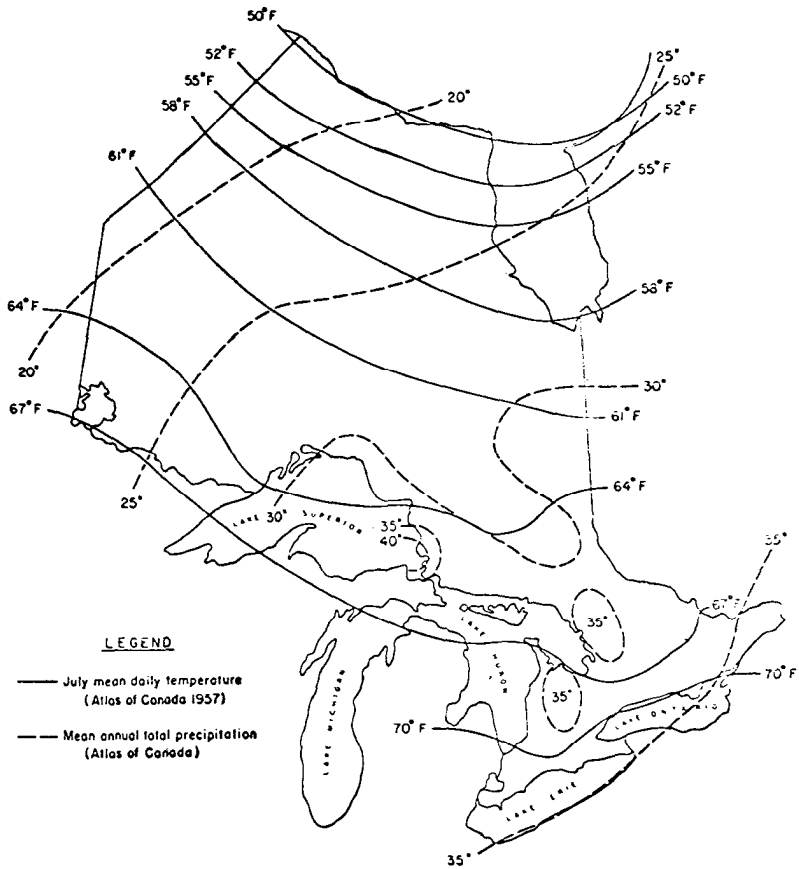 50°F
52°F
55°F
58°F
61°F
64°F
67°F
20°
25°
50°F
52°F
55°F
58°F
30°
61°F
64°F
20°
25°
30°
LAKE SUPERIOR
35°
40°
35°
35°
67°F
70°F
35°
LAKE HURON
LAKE MICHIGAN
70°F
LAKE ONTARIO
LAKE ERIE
35°
LEGEND
July mean daily temperature
(Atlas of Canada 1957)
Mean annual total precipitation
(Atlas of Canada)